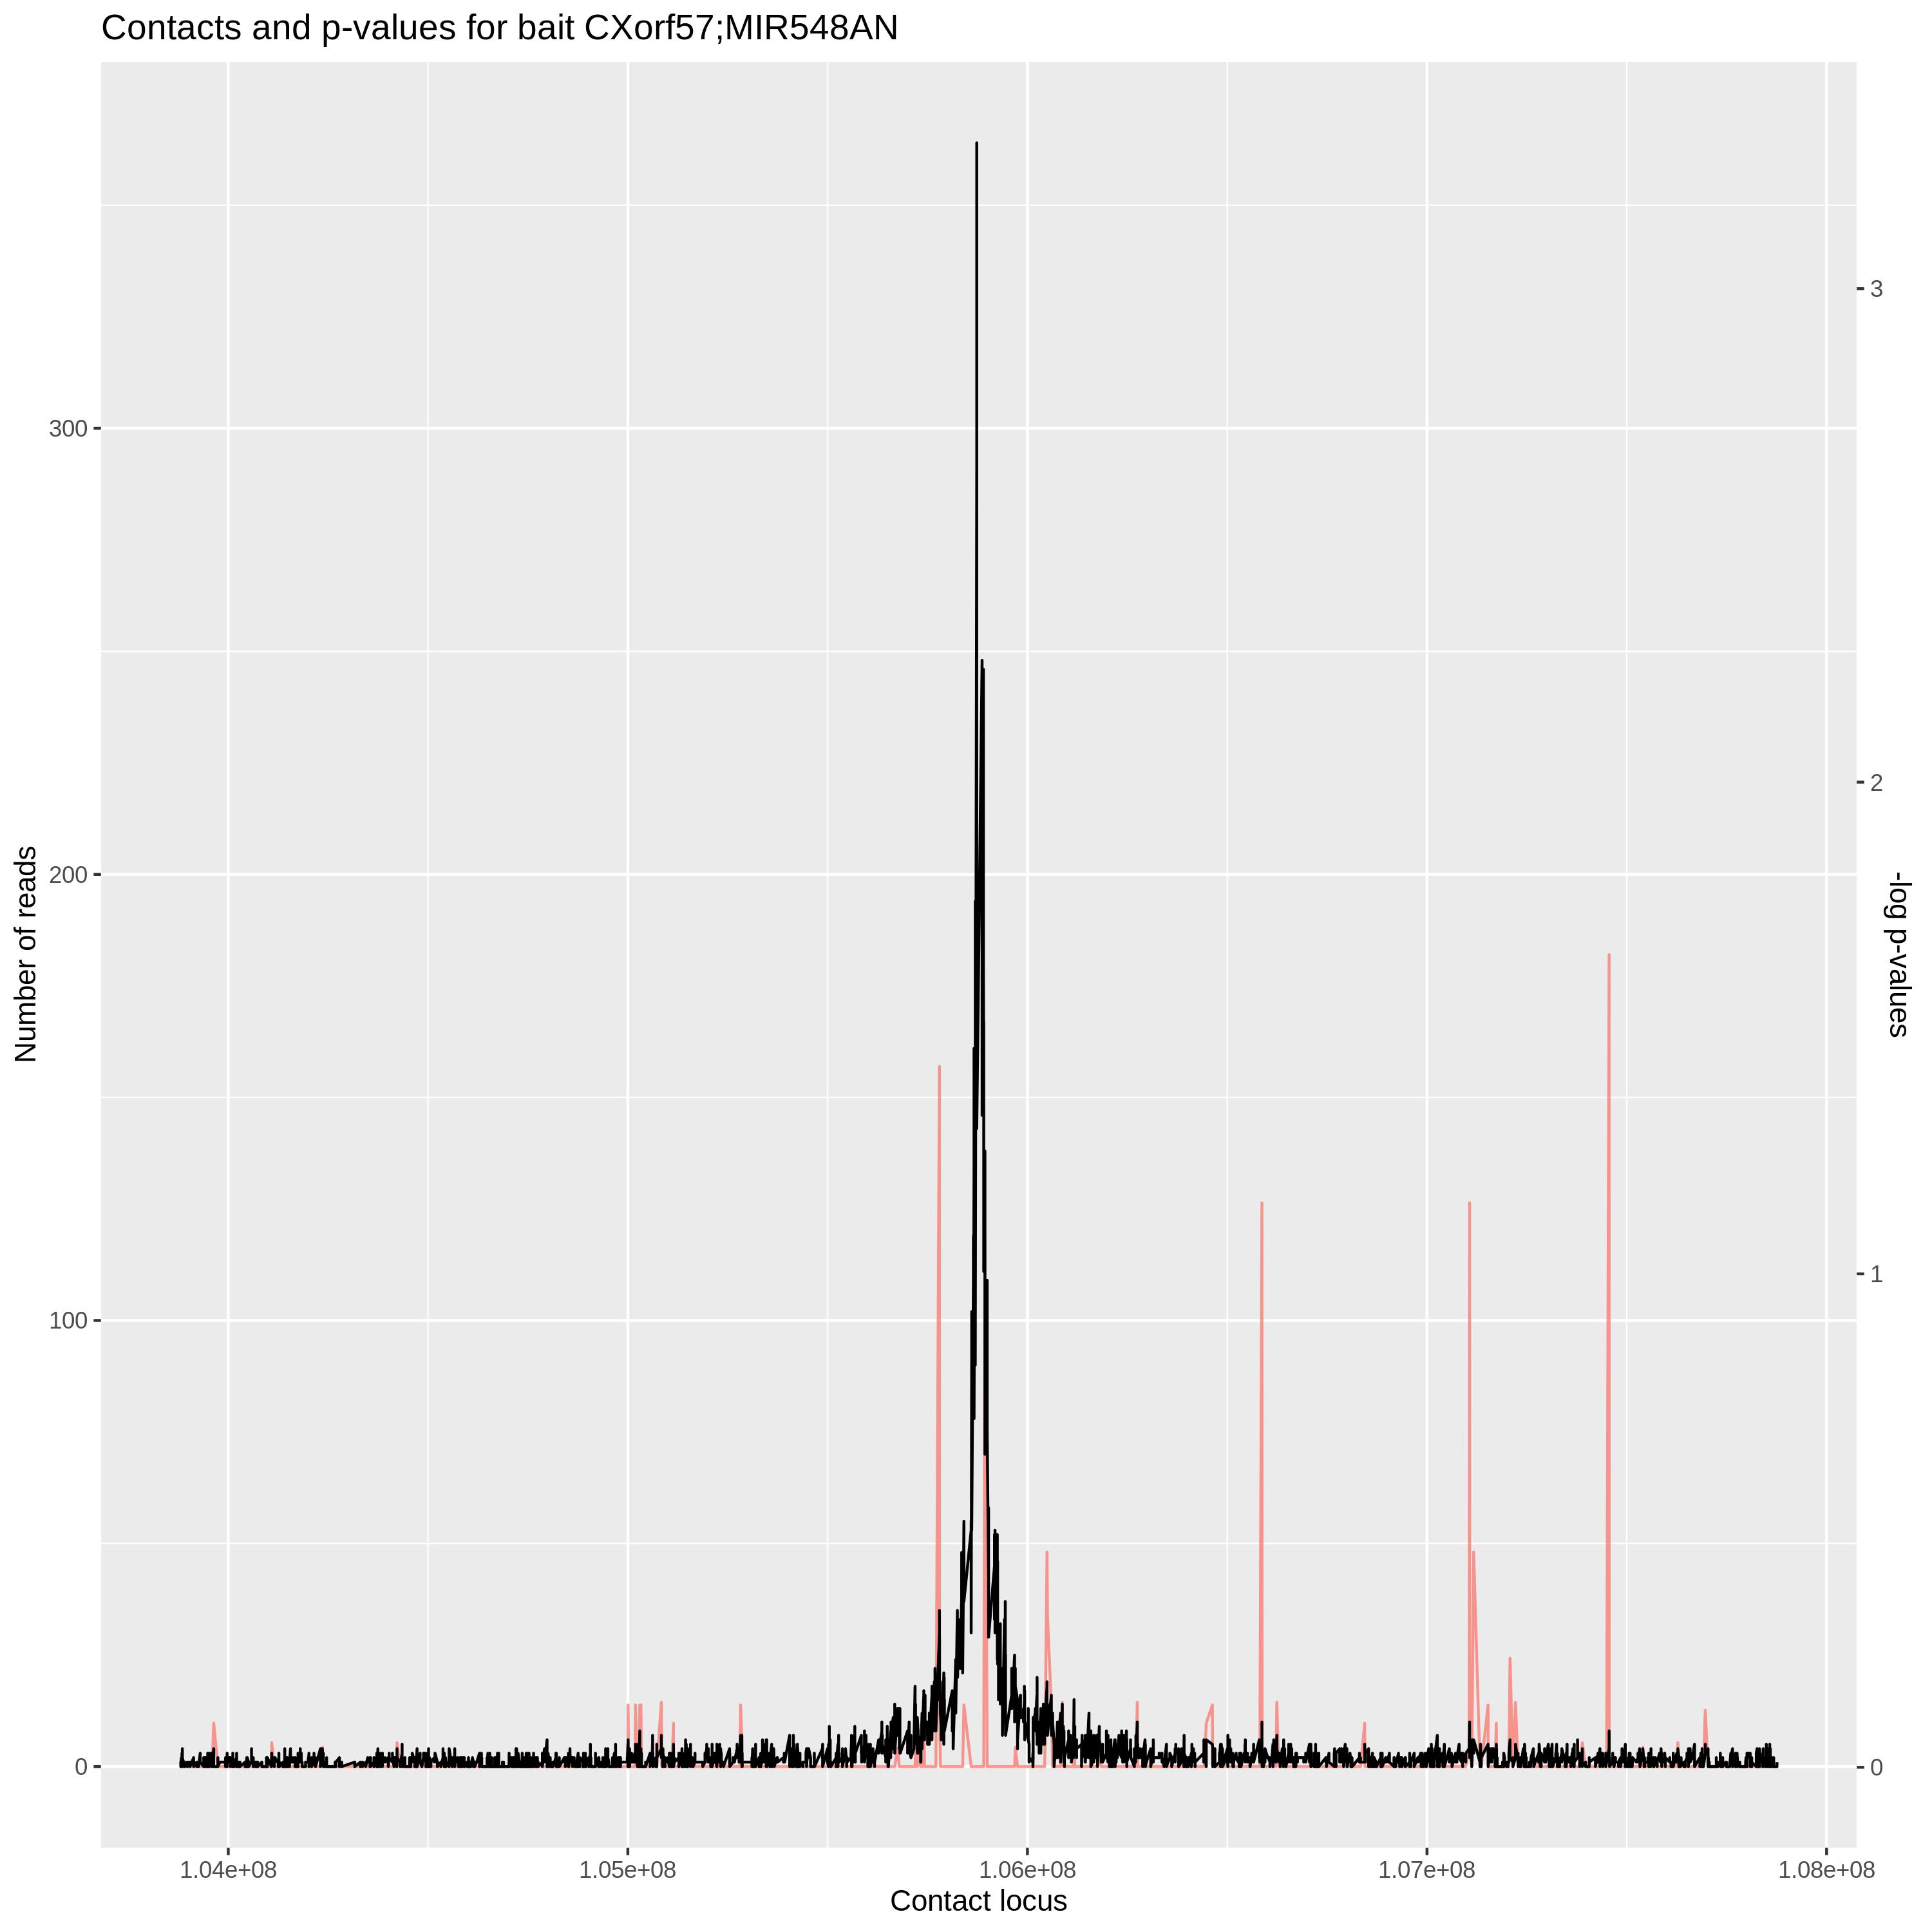 Contacts and p-values for bait CXorf57;MIR548AN
Number of reads
300
200
100
0
3
2
1
0
-log p-values
1.04e+08
1.05e+08
1.06e+08
1.07e+08
1.08e+08
Contact locus